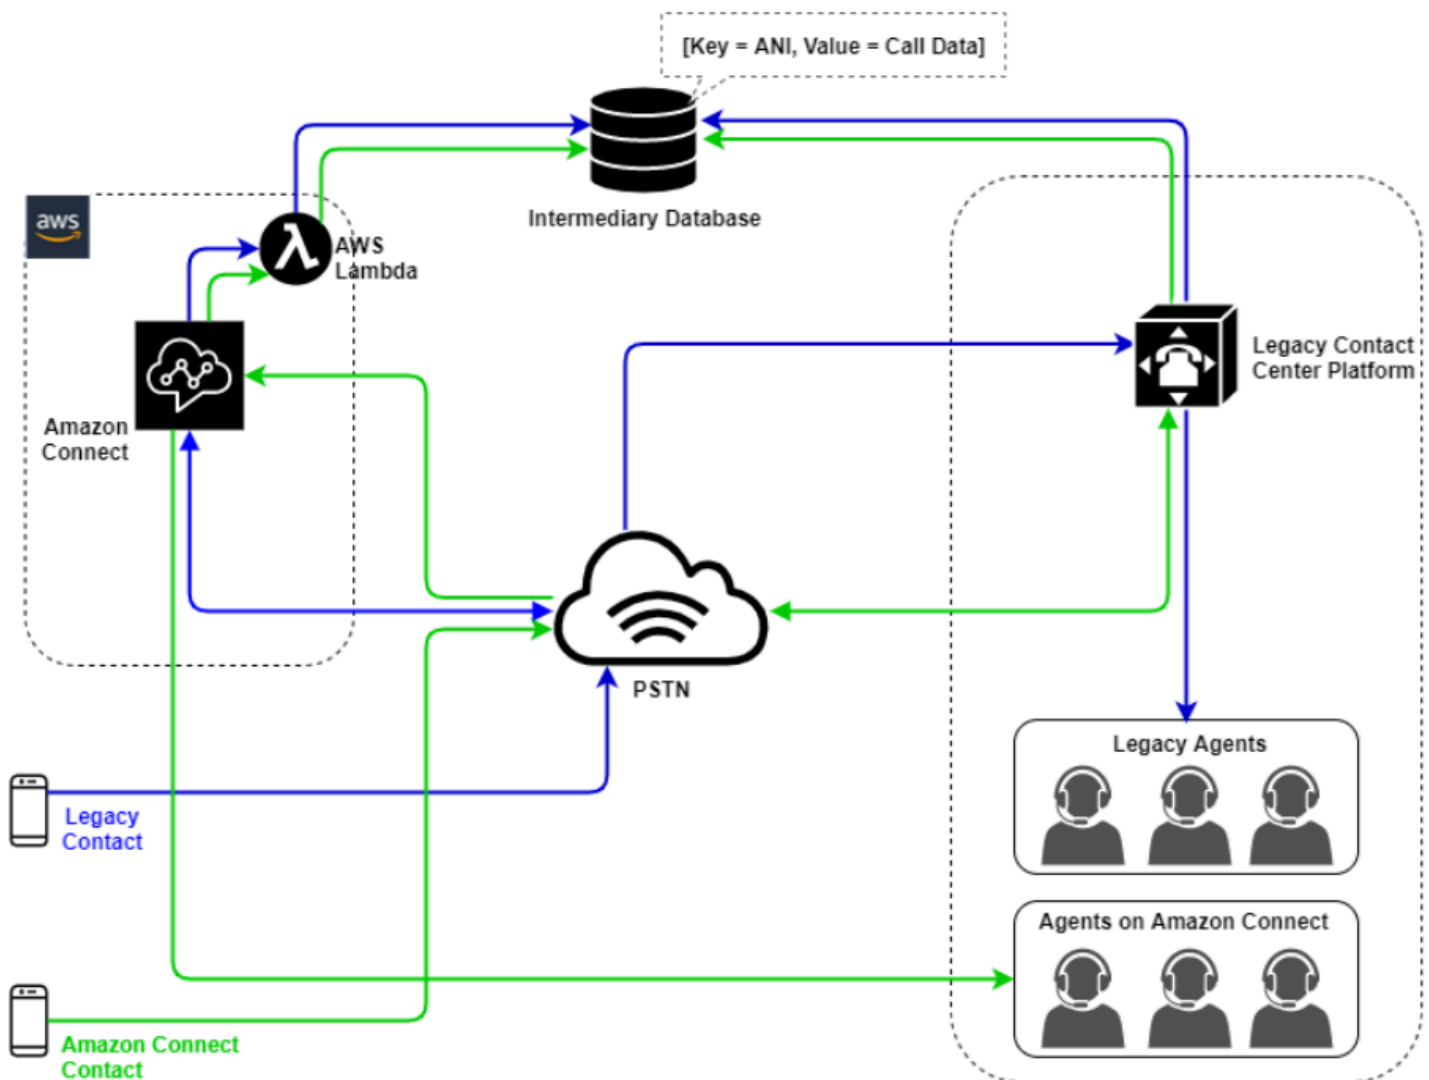 [Key = ANI, Value = Call Data]
Intermediary Database
aws
AWS
Lambda
Legacy Contact
Center Platform
Amazon
Connect
PSTN
Legacy Agents
Legacy
Contact
Agents on Amazon Connect
Amazon Connect
Contact